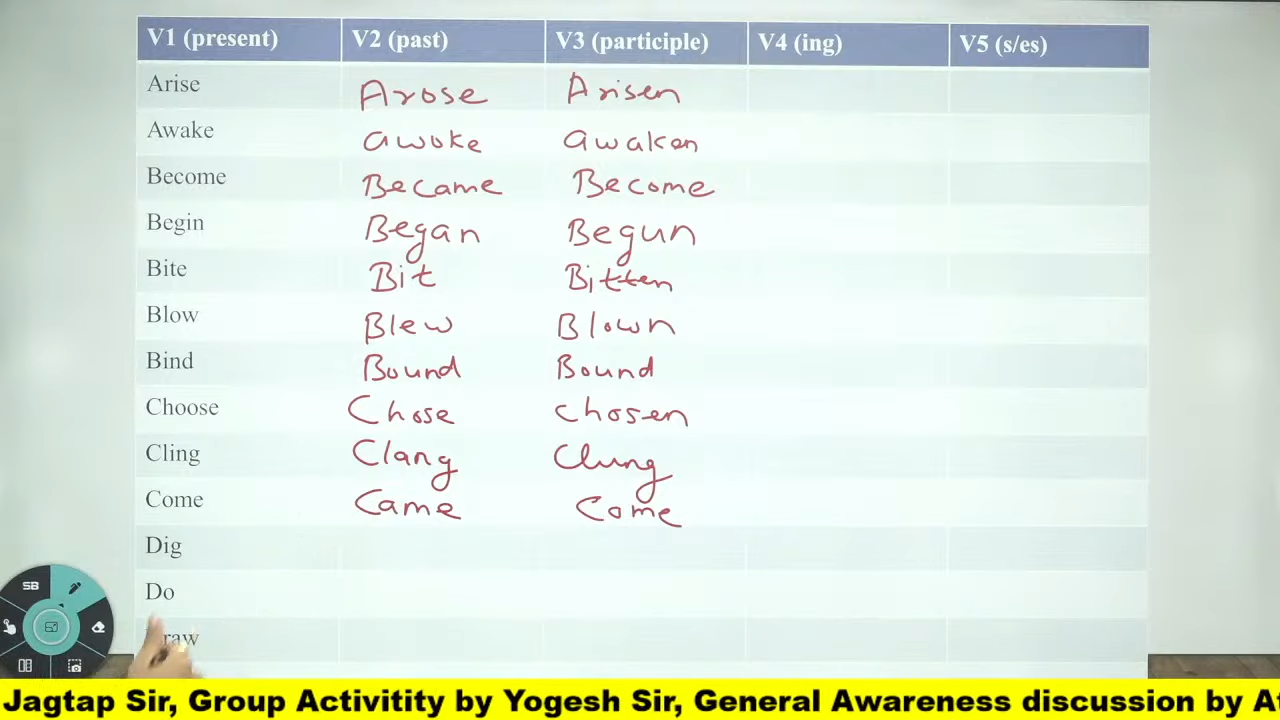 V1 (present) V2 (past) V3 (participle) V4 (ing) V5 (s/es)
Arise Arose Arisen
Awake awoke awaken
Become Became Become
Begin Began Begun
Bite Bit Bitten
Blow Blew Blown
Bind Bound Bound
Choose Chose chosen
Cling Clang Clung
Come Came Come
Dig
Do
raw
SB
Jagtap Sir, Group Activitity by Yogesh Sir, General Awareness discussion by